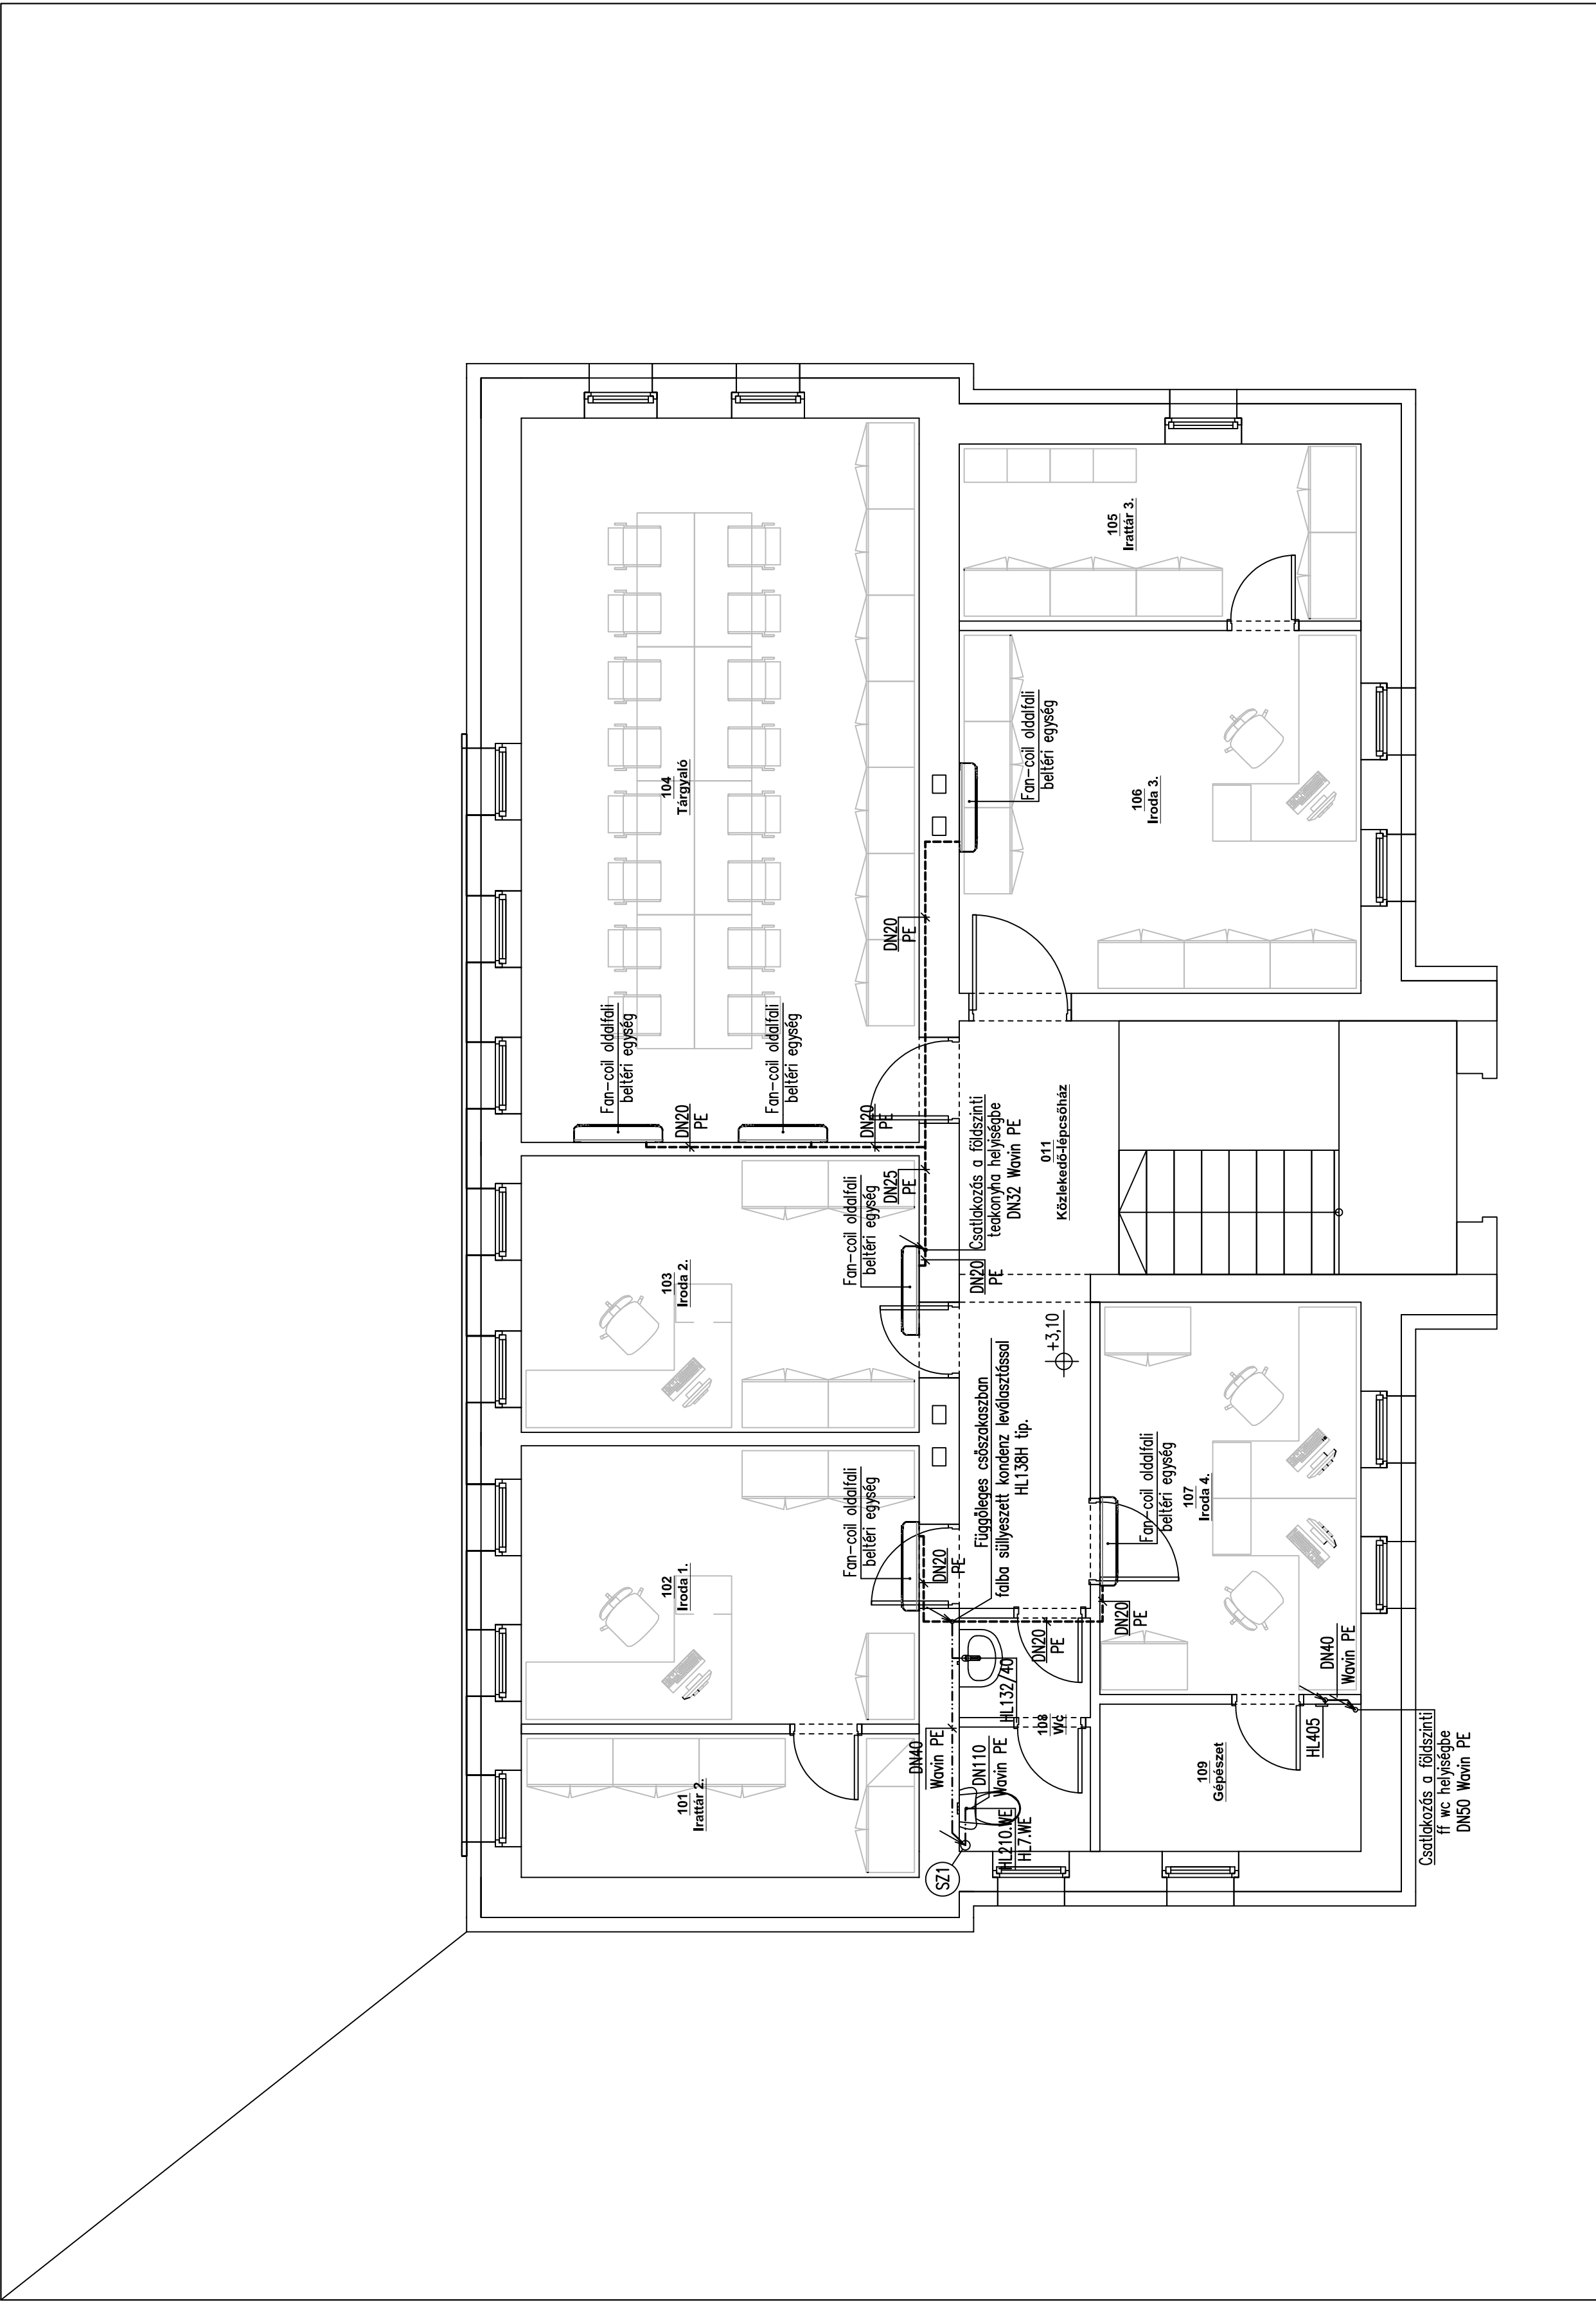 101
Irattár 2.
102
Iroda 1.
Fan-coil oldalfali
beltéri egység
103
Iroda 2.
Fan-coil oldalfali
beltéri egység
104
Tárgyaló
Fan-coil oldalfali
beltéri egység
Fan-coil oldalfali
beltéri egység
DN20
PE
DN20
PE
DN25
PE
DN20
PE
DN20
PE
DN20
PE
Csatlakozás a földszinti
teakonyha helyiségbe
DN32 Wavin PE
011
Közlekedő-lépcsőház
105
Irattár 3.
106
Iroda 3.
Fan-coil oldalfali
beltéri egység
Függőleges csőszakaszban
falba süllyeszett kondenz leválasztással
HL138H tip.
+3,10
107
Iroda 4.
Fan-coil oldalfali
beltéri egység
DN20
PE
DN20
PE
HL132/40
108
Wc
DN40
Wavin PE
DN110
Wavin PE
HL210.WE
HL7.WE
SZ1
109
Gépészet
HL405
DN40
Wavin PE
Csatlakozás a földszinti
ff wc helyiségbe
DN50 Wavin PE